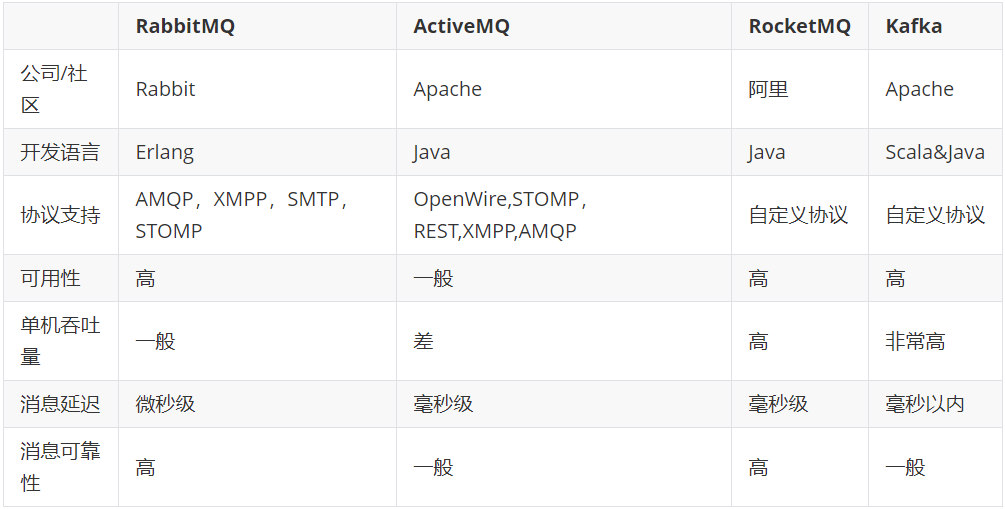 RabbitMQ ActiveMQ RocketMQ Kafka
公司/社
区 Rabbit Apache 阿里 Apache
开发语言 Erlang Java Java Scala&Java
协议支持 AMQP，XMPP，SMTP， OpenWire,STOMP， 自定义协议 自定义协议
STOMP REST,XMPP,AMQP
可用性 高 一般 高 高
单机吞吐
量 一般 差 高 非常高
消息延迟 微秒级 毫秒级 毫秒级 毫秒以内
消息可靠
性 高 一般 高 一般